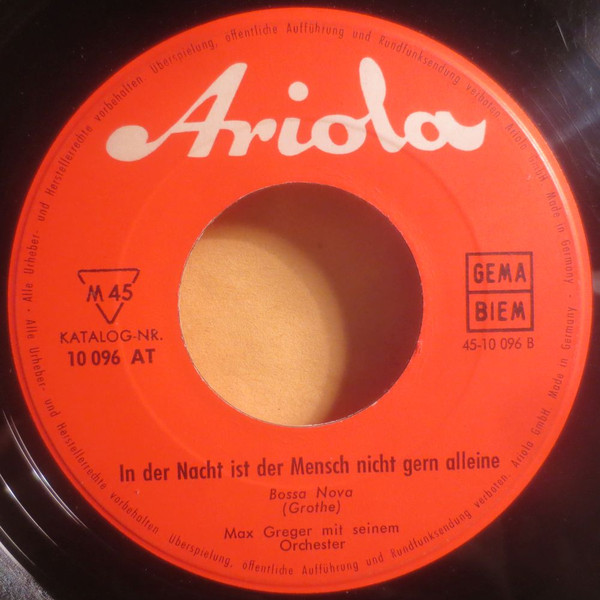 Alle Urheber- und Herstellerrechte vorbehalten Überspielung, öffentliche Aufführung und Rundfunksendung verboten. Ariola GmbH. Made in Germany -
Ariola
M 45
KATALOG-NR.
10 096 AT
GEMA
BIEM
45-10 096 B
In der Nacht ist der Mensch nicht gern alleine
Bossa Nova
(Grothe)
Max Greger mit seinem
Orchester
Alle Urheber- und Herstellerrechte vorbehalten Überspielung, öffentliche Aufführung und Rundfunksendung verboten. Ariola GmbH. Made in Germany -